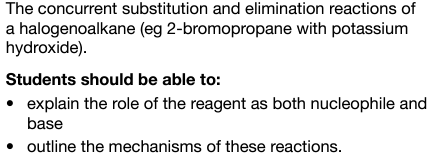 The concurrent substitution and elimination reactions of
a halogenoalkane (eg 2-bromopropane with potassium
hydroxide).
Students should be able to:
• explain the role of the reagent as both nucleophile and
base
• outline the mechanisms of these reactions.